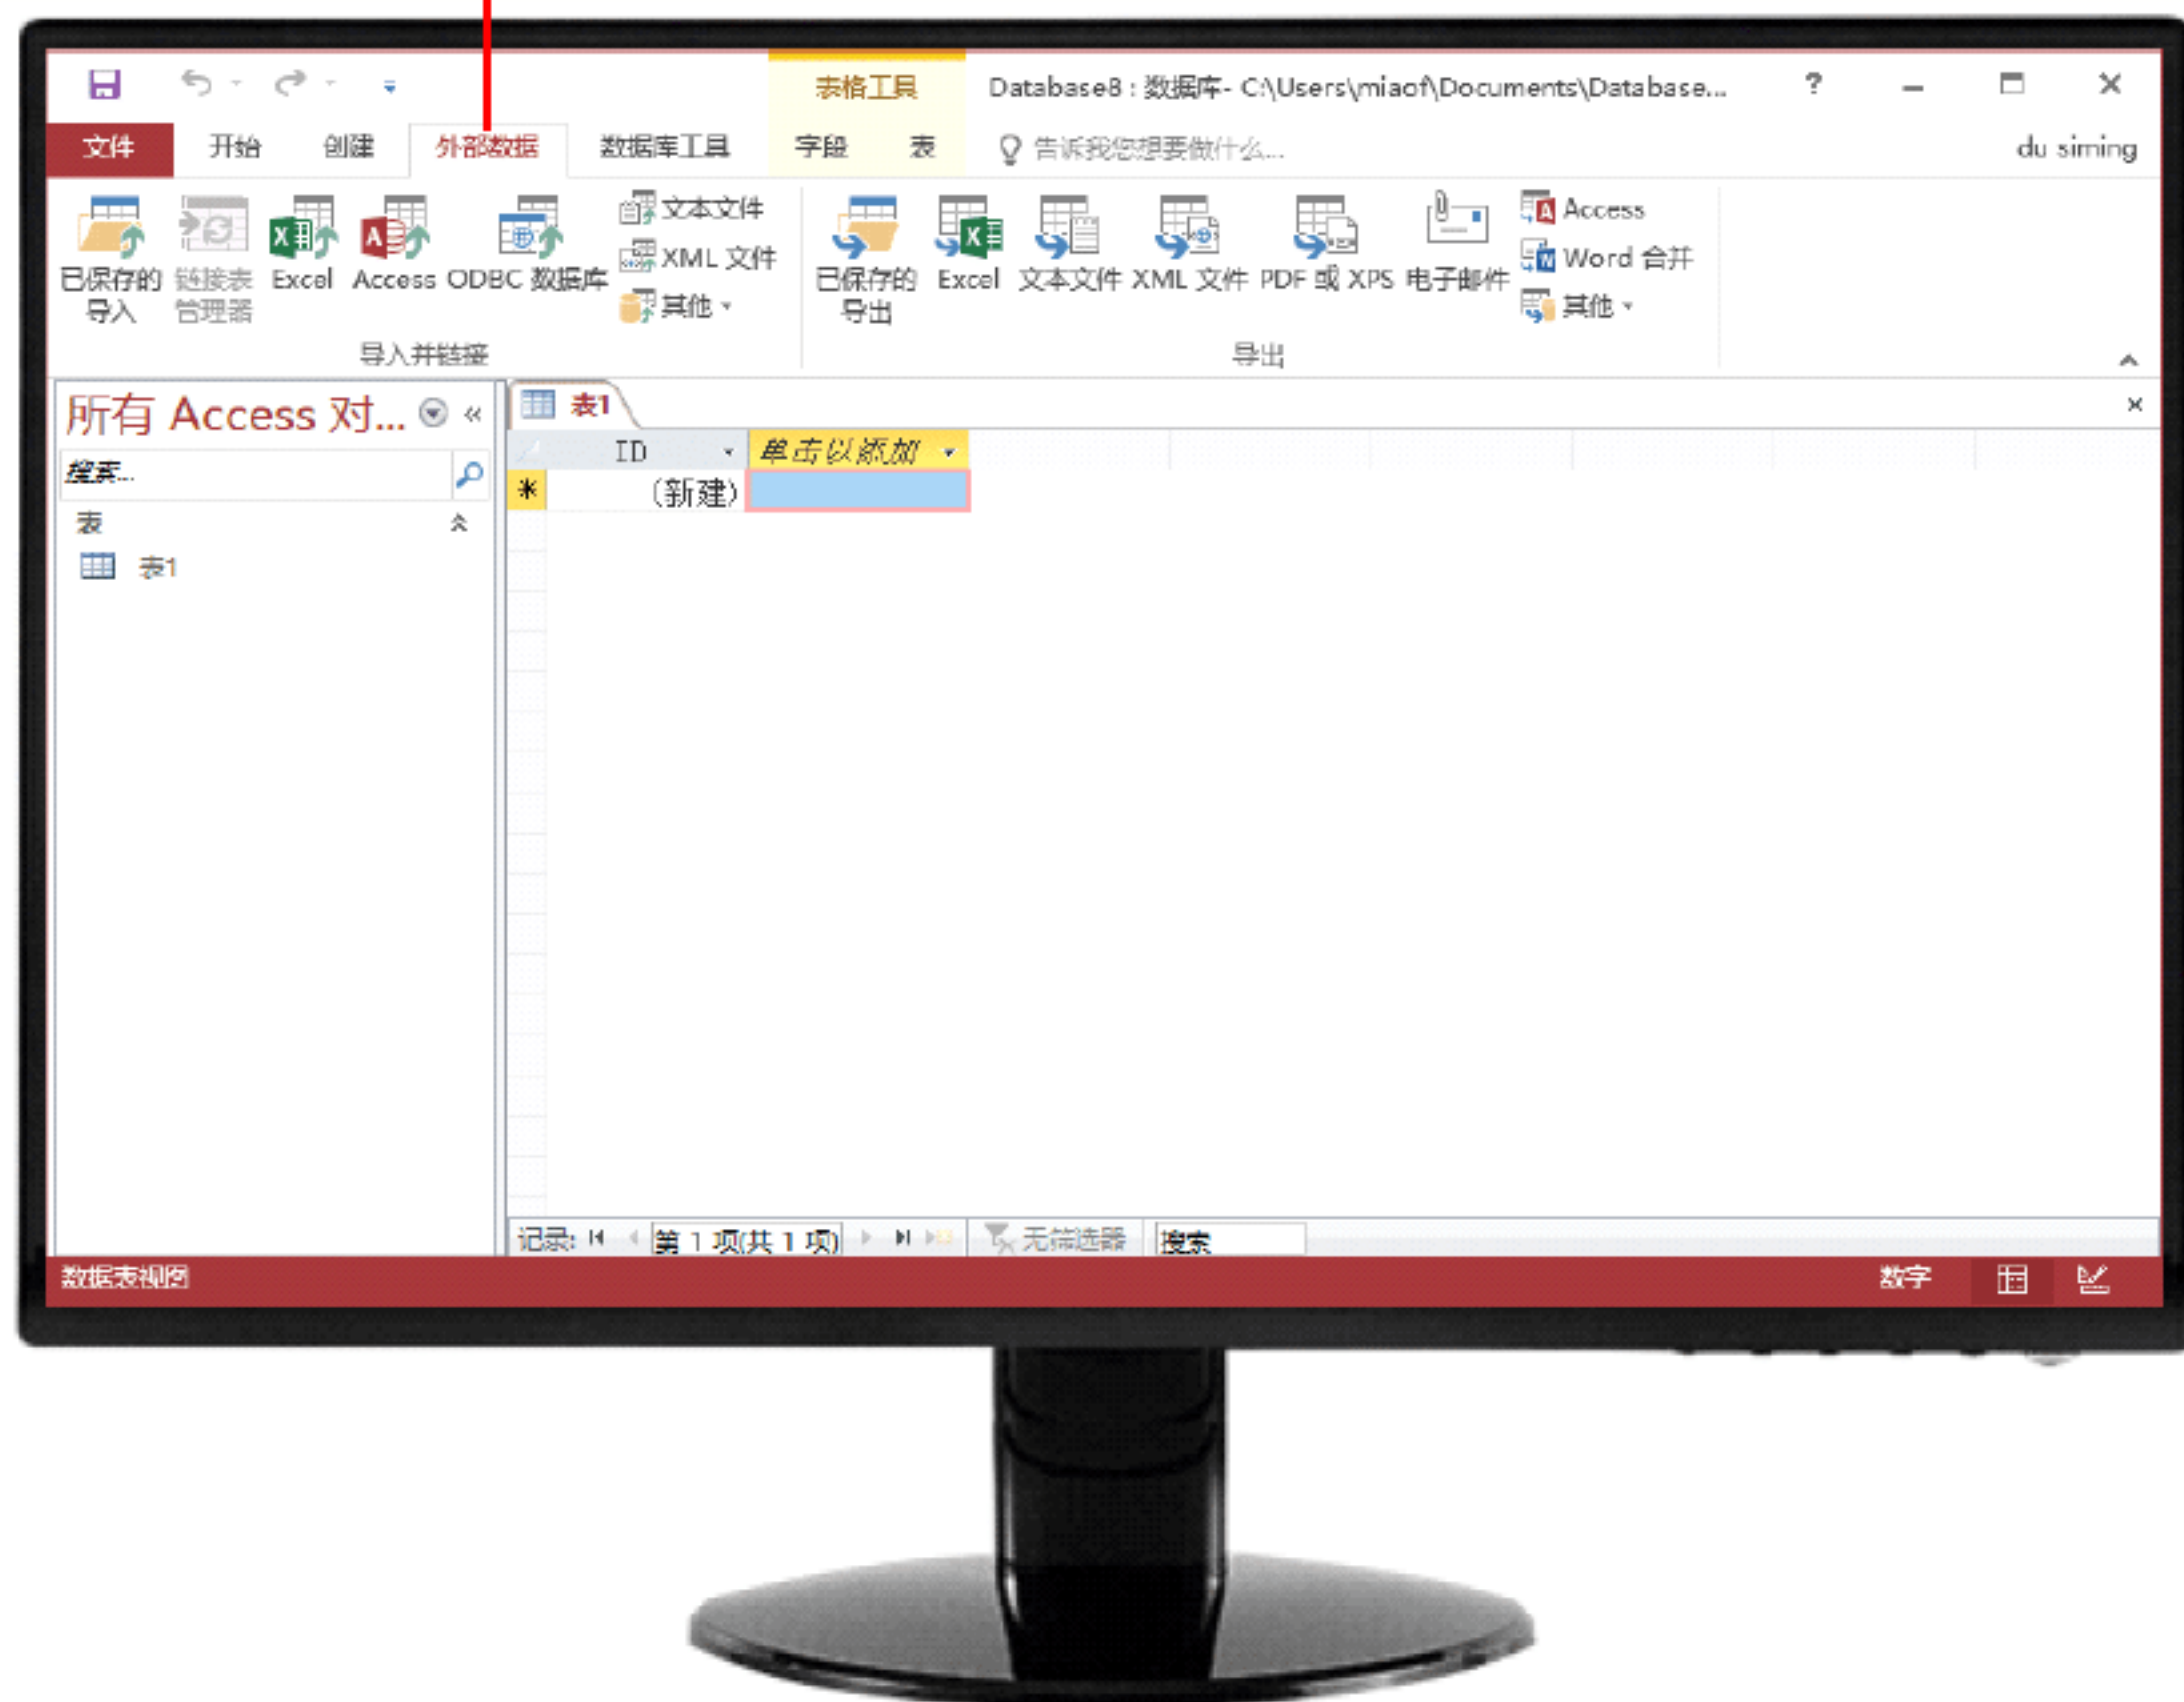 表格工具 Database8 : 数据库- C:\Users\miaof\Documents\Database... ?
文件 开始 创建 外部数据 数据库工具 字段 表 告诉我您想要做什么... du siming
已保存的
导入
链接表
管理器
Excel
Access
ODBC 数据库
文本文件
XML 文件
其他
导入并链接
已保存的
导出
Excel
文本文件
XML 文件
PDF 或 XPS
电子邮件
Access
Word 合并
其他
导出
所有 Access 对...
搜索...
表
表1
表1
ID 单击以添加
* (新建)
记录: 第 1 项(共 1 项) 无筛选器 搜索
数据表视图 数字